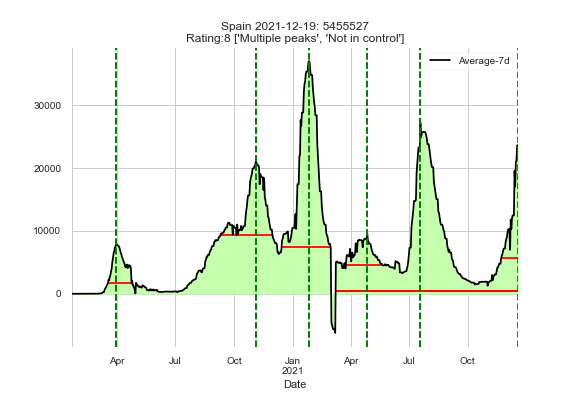 Spain 2021-12-19: 5455527
Rating:8 ['Multiple peaks', 'Not in control']
Average-7d
30000
20000
10000
0
Apr
Jul
Oct
Jan
2021
Apr
Jul
Oct
Date